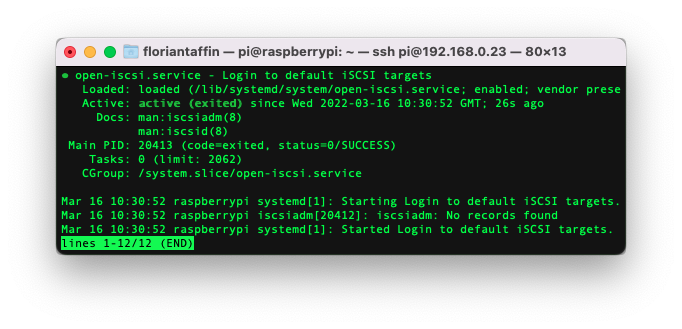 floriantaffin — pi@raspberrypi: ~ — ssh pi@192.168.0.23 — 80×13
● open-iscsi.service - Login to default iSCSI targets
Loaded: loaded (/lib/systemd/system/open-iscsi.service; enabled; vendor prese
Active: active (exited) since Wed 2022-03-16 10:30:52 GMT; 26s ago
Docs: man:iscsiadm(8)
man:iscsid(8)
Main PID: 20413 (code=exited, status=0/SUCCESS)
Tasks: 0 (limit: 2062)
CGroup: /system.slice/open-iscsi.service
Mar 16 10:30:52 raspberrypi systemd[1]: Starting Login to default iSCSI targets.
Mar 16 10:30:52 raspberrypi iscsiadm[20412]: iscsiadm: No records found
Mar 16 10:30:52 raspberrypi systemd[1]: Started Login to default iSCSI targets.
lines 1-12/12 (END)